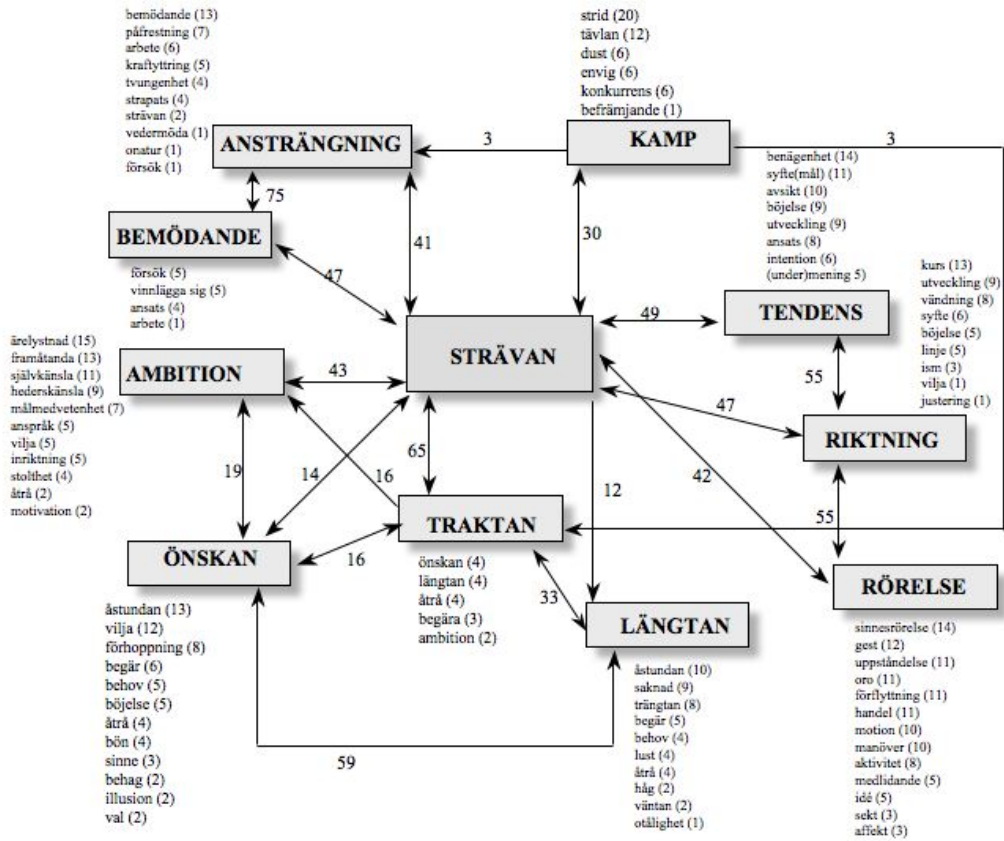 bemödande (13)
påfrestning (7)
arbete (6)
kraftyttring (5)
tvungenhet (4)
strapats (4)
strävan (2)
vedermöda (1)
onatur (1)
försök (1)
ANSTRÄNGNING
3
strid (20)
tävlan (12)
dust (6)
envig (6)
konkurrens (6)
befrämjande (1)
KAMP
3
75
41
30
BEMÖDANDE
47
försök (5)
vinnlägga sig (5)
ansats (4)
arbete (1)
benägenhet (14)
syfte(mål) (11)
avsikt (10)
böjelse (9)
utveckling (9)
ansats (8)
intention (6)
(under)mening 5)
TENDENS
49
kurs (13)
utveckling (9)
vändning (8)
syfte (6)
böjelse (5)
linje (5)
ism (3)
vilja (1)
justering (1)
55
RIKTNING
47
STRÄVAN
ärelystnad (15)
framåtanda (13)
självkänsla (11)
hederskänsla (9)
målmedvetenhet (7)
anspråk (5)
vilja (5)
inriktning (5)
stolthet (4)
åtrå (2)
motivation (2)
AMBITION
43
19
14
16
65
12
42
55
TRAKTAN
önskan (4)
längtan (4)
åtrå (4)
begära (3)
ambition (2)
16
33
ÖNSKAN
åstundan (13)
vilja (12)
förhoppning (8)
begär (6)
behov (5)
böjelse (5)
åtrå (4)
bön (4)
sinne (3)
behag (2)
illusion (2)
val (2)
59
LÄNGTAN
åstundan (10)
saknad (9)
trängtan (8)
begär (5)
behov (4)
lust (4)
åtrå (4)
håg (2)
väntan (2)
otålighet (1)
RÖRELSE
sinnesrörelse (14)
gest (12)
uppståndelse (11)
oro (11)
förflyttning (11)
handel (11)
motion (10)
manöver (10)
aktivitet (8)
medlidande (5)
idé (5)
sekt (3)
affekt (3)